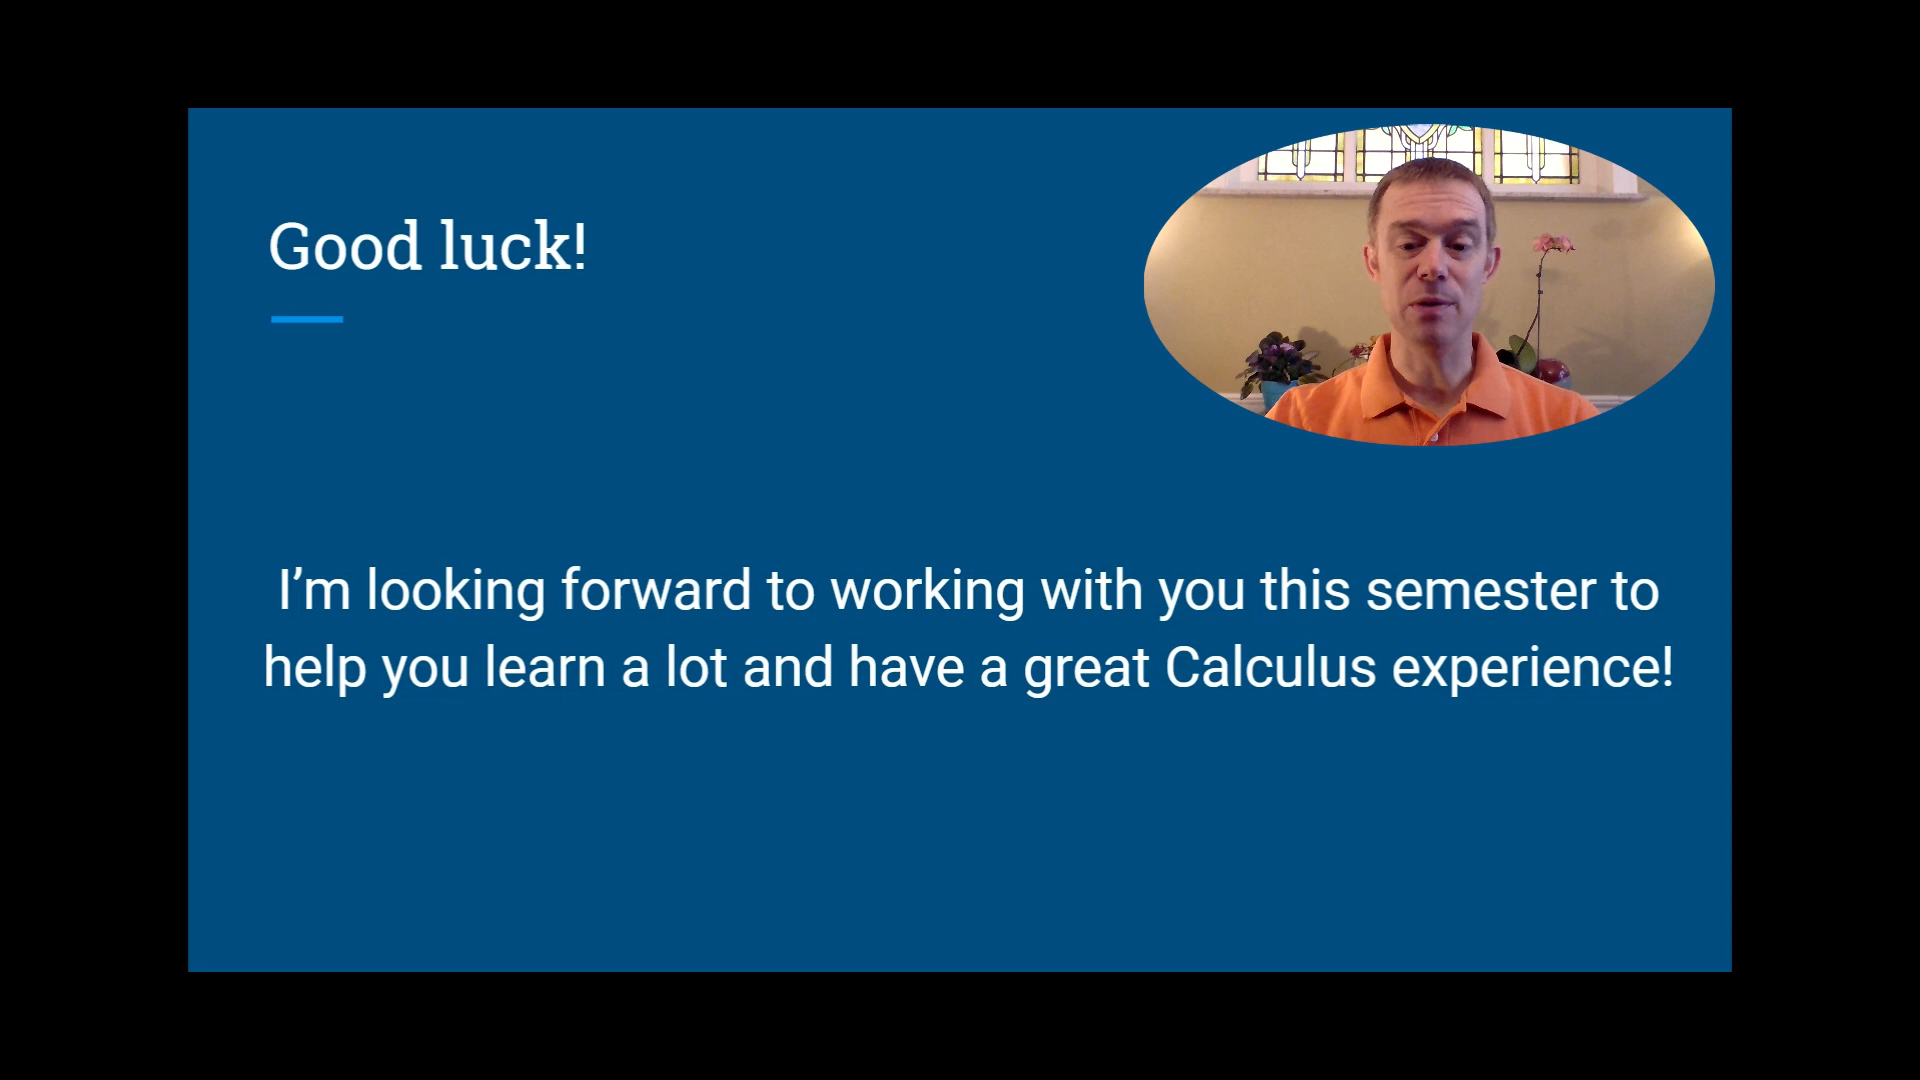 Good luck!
I’m looking forward to working with you this semester to
help you learn a lot and have a great Calculus experience!